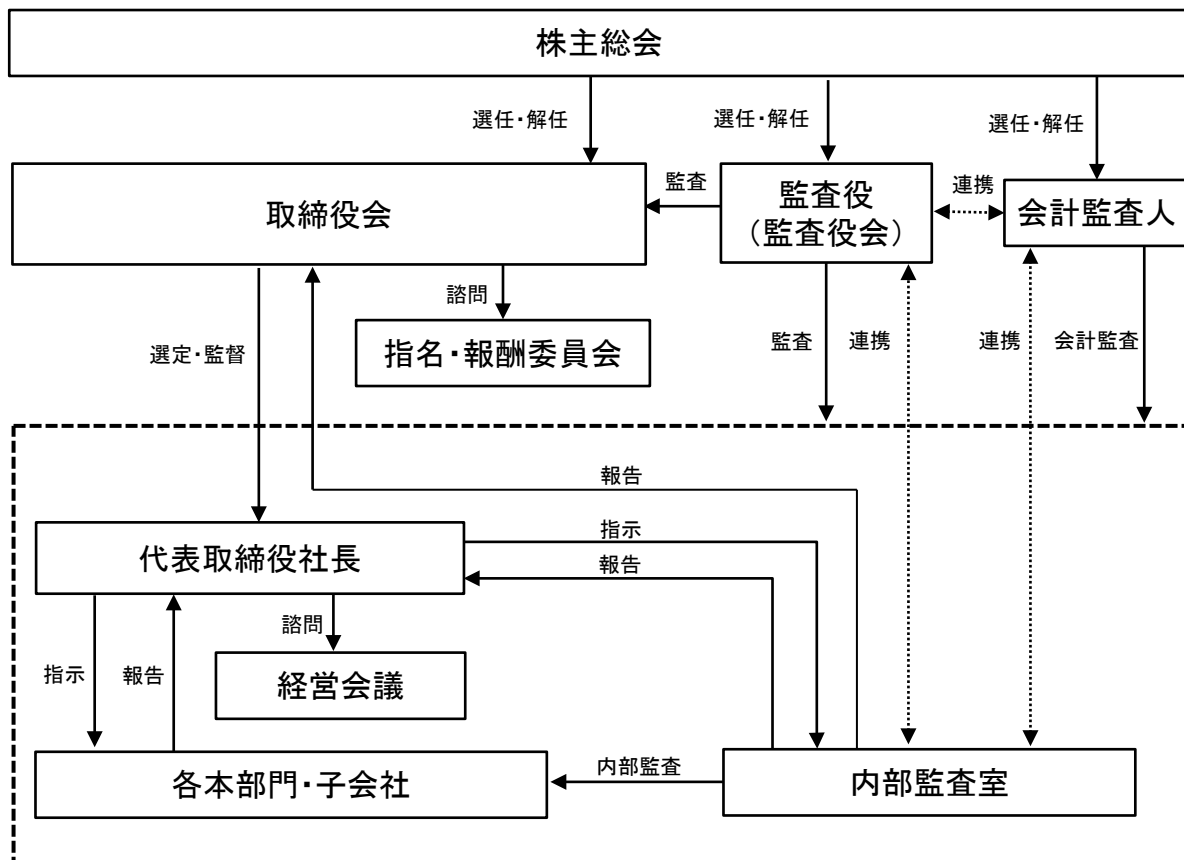 株主総会
選任・解任
選任・解任
選任・解任
取締役会
監査
監査役
（監査役会）
連携
会計監査人
諮問
指名・報酬委員会
選定・監督
監査
連携
連携
会計監査
報告
代表取締役社長
指示
報告
諮問
指示
報告
経営会議
各本部門・子会社
内部監査
内部監査室